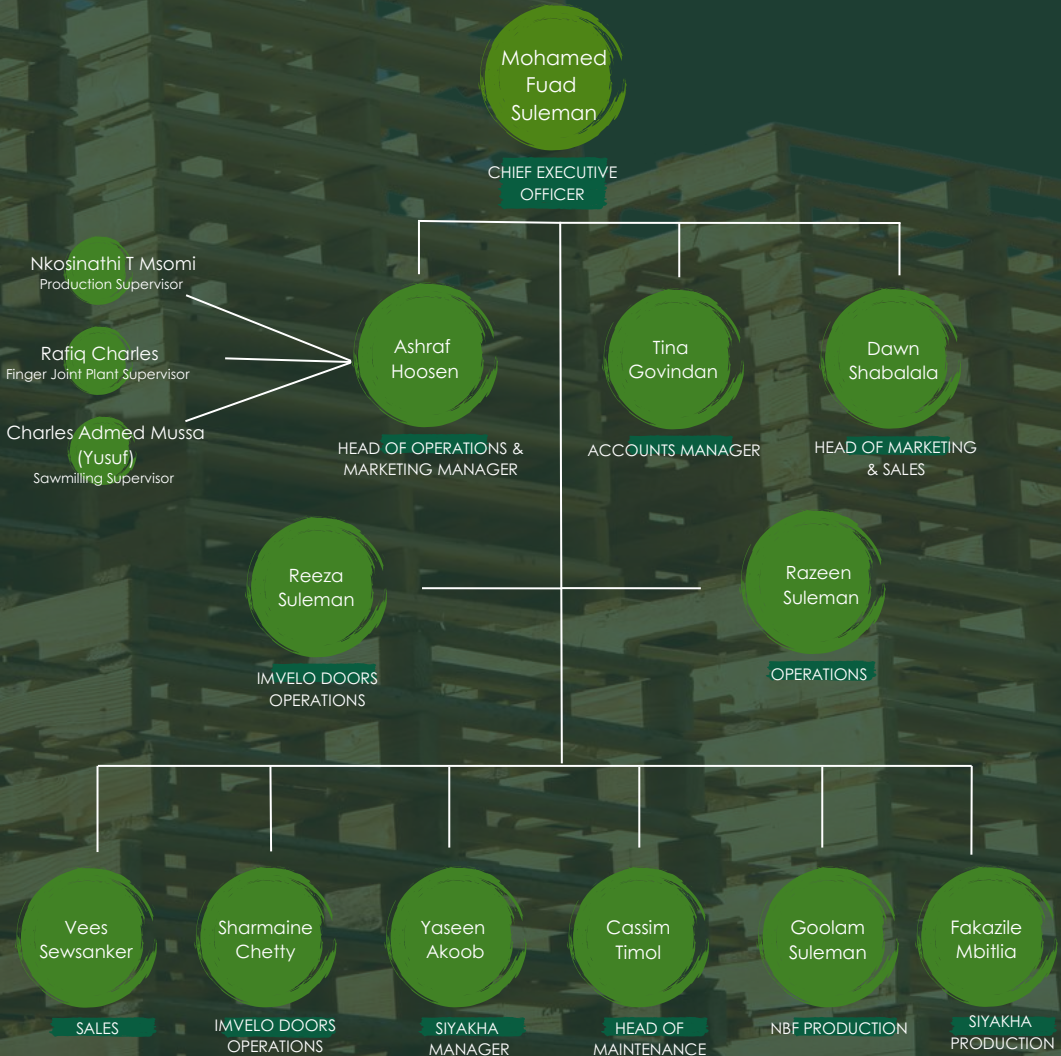 Mohamed
Fuad
Suleman
CHIEF EXECUTIVE
OFFICER
Nkosinathi T Msomi
Production Supervisor
Rafiq Charles
Finger Joint Plant Supervisor
Charles Admed Mussa
(Yusuf)
Sawmilling Supervisor
Ashraf
Hoosen
HEAD OF OPERATIONS &
MARKETING MANAGER
Tina
Govindan
ACCOUNTS MANAGER
Dawn
Shabalala
HEAD OF MARKETING
& SALES
Reeza
Suleman
IMVELO DOORS
OPERATIONS
Razeen
Suleman
OPERATIONS
Vees
Sewsanker
SALES
Sharmaine
Chetty
IMVELO DOORS
OPERATIONS
Yaseen
Akoob
SIYAKHA
MANAGER
Cassim
Timol
HEAD OF
MAINTENANCE
Goolam
Suleman
NBF PRODUCTION
Fakazile
Mbitlia
SIYAKHA
PRODUCTION